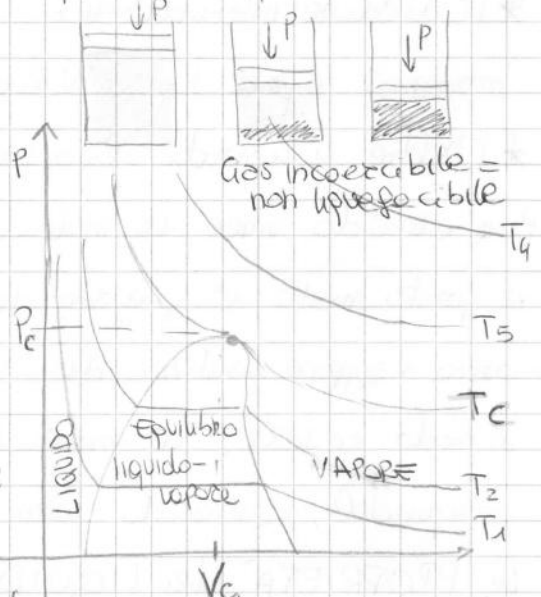 P
P
P
P
Gas incoercibile =
non liquefacibile
T4
T5
Pc
Tc
Equilibrio
liquido-
vapore
LIQUIDO
VAPORE
T2
T1
Vc